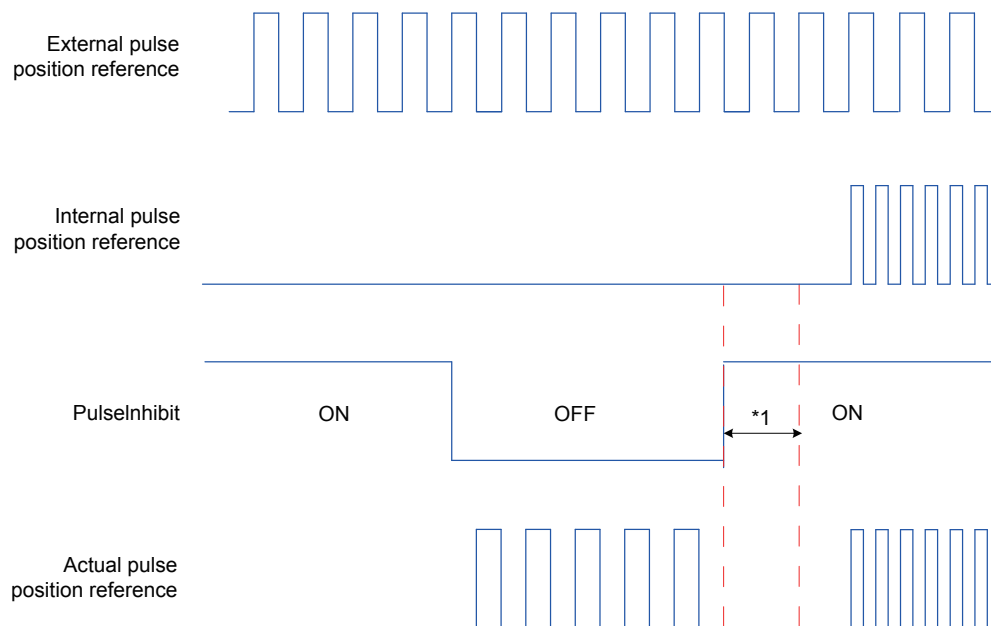 External pulse
position reference
Internal pulse
position reference
PulseInhibit
ON
OFF
*1
ON
Actual pulse
position reference